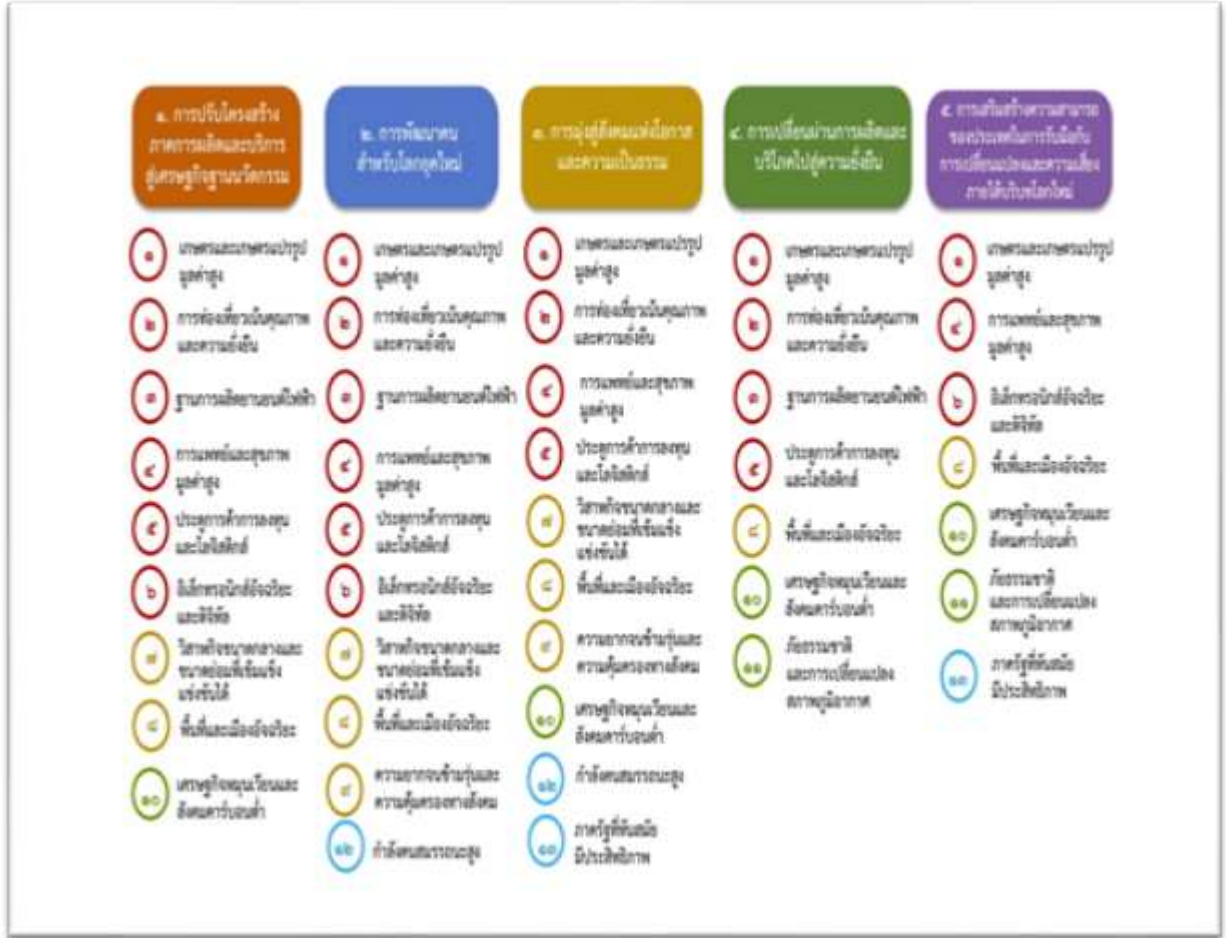 ๑. การปรับโครงสร้าง
ภาคการผลิตและบริการ
สู่เศรษฐกิจฐานนวัตกรรม
๑
เกษตรและเกษตรแปรรูป
มูลค่าสูง
๒
การท่องเที่ยวเน้นคุณภาพ
และความยั่งยืน
๓
ฐานการผลิตยานยนต์ไฟฟ้า
๔
การแพทย์และสุขภาพ
มูลค่าสูง
๕
ประตูการค้าการลงทุน
และโลจิสติกส์
๖
อิเล็กทรอนิกส์อัจฉริยะ
และดิจิทัล
๗
วิสาหกิจขนาดกลางและ
ขนาดย่อมที่เข้มแข็ง
แข่งขันได้
๘
พื้นที่และเมืองอัจฉริยะ
๑๐
เศรษฐกิจหมุนเวียนและ
สังคมคาร์บอนต่ำ
๒. การพัฒนาคน
สำหรับโลกยุคใหม่
๑
เกษตรและเกษตรแปรรูป
มูลค่าสูง
๒
การท่องเที่ยวเน้นคุณภาพ
และความยั่งยืน
๓
ฐานการผลิตยานยนต์ไฟฟ้า
๔
การแพทย์และสุขภาพ
มูลค่าสูง
๕
ประตูการค้าการลงทุน
และโลจิสติกส์
๖
อิเล็กทรอนิกส์อัจฉริยะ
และดิจิทัล
๗
วิสาหกิจขนาดกลางและ
ขนาดย่อมที่เข้มแข็ง
แข่งขันได้
๘
พื้นที่และเมืองอัจฉริยะ
๙
ความยากจนข้ามรุ่นและ
ความคุ้มครองทางสังคม
๑๒
กำลังคนสมรรถนะสูง
๓. การมุ่งสู่สังคมแห่งโอกาส
และความเป็นธรรม
๑
เกษตรและเกษตรแปรรูป
มูลค่าสูง
๒
การท่องเที่ยวเน้นคุณภาพ
และความยั่งยืน
๔
การแพทย์และสุขภาพ
มูลค่าสูง
๕
ประตูการค้าการลงทุน
และโลจิสติกส์
๗
วิสาหกิจขนาดกลางและ
ขนาดย่อมที่เข้มแข็ง
แข่งขันได้
๘
พื้นที่และเมืองอัจฉริยะ
๙
ความยากจนข้ามรุ่นและ
ความคุ้มครองทางสังคม
๑๐
เศรษฐกิจหมุนเวียนและ
สังคมคาร์บอนต่ำ
๑๒
กำลังคนสมรรถนะสูง
๑๓
ภาครัฐที่ทันสมัย
มีประสิทธิภาพ
๔. การเปลี่ยนผ่านการผลิตและ
บริโภคไปสู่ความยั่งยืน
๑
เกษตรและเกษตรแปรรูป
มูลค่าสูง
๒
การท่องเที่ยวเน้นคุณภาพ
และความยั่งยืน
๓
ฐานการผลิตยานยนต์ไฟฟ้า
๕
ประตูการค้าการลงทุน
และโลจิสติกส์
๘
พื้นที่และเมืองอัจฉริยะ
๑๐
เศรษฐกิจหมุนเวียนและ
สังคมคาร์บอนต่ำ
๑๑
ภัยธรรมชาติ
และการเปลี่ยนแปลง
สภาพภูมิอากาศ
๕. การเสริมสร้างความสามารถ
ของประเทศในการรับมือกับ
การเปลี่ยนแปลงและความเสี่ยง
ภายใต้บริบทโลกใหม่
๑
เกษตรและเกษตรแปรรูป
มูลค่าสูง
๔
การแพทย์และสุขภาพ
มูลค่าสูง
๖
อิเล็กทรอนิกส์อัจฉริยะ
และดิจิทัล
๘
พื้นที่และเมืองอัจฉริยะ
๑๐
เศรษฐกิจหมุนเวียนและ
สังคมคาร์บอนต่ำ
๑๑
ภัยธรรมชาติ
และการเปลี่ยนแปลง
สภาพภูมิอากาศ
๑๓
ภาครัฐที่ทันสมัย
มีประสิทธิภาพ